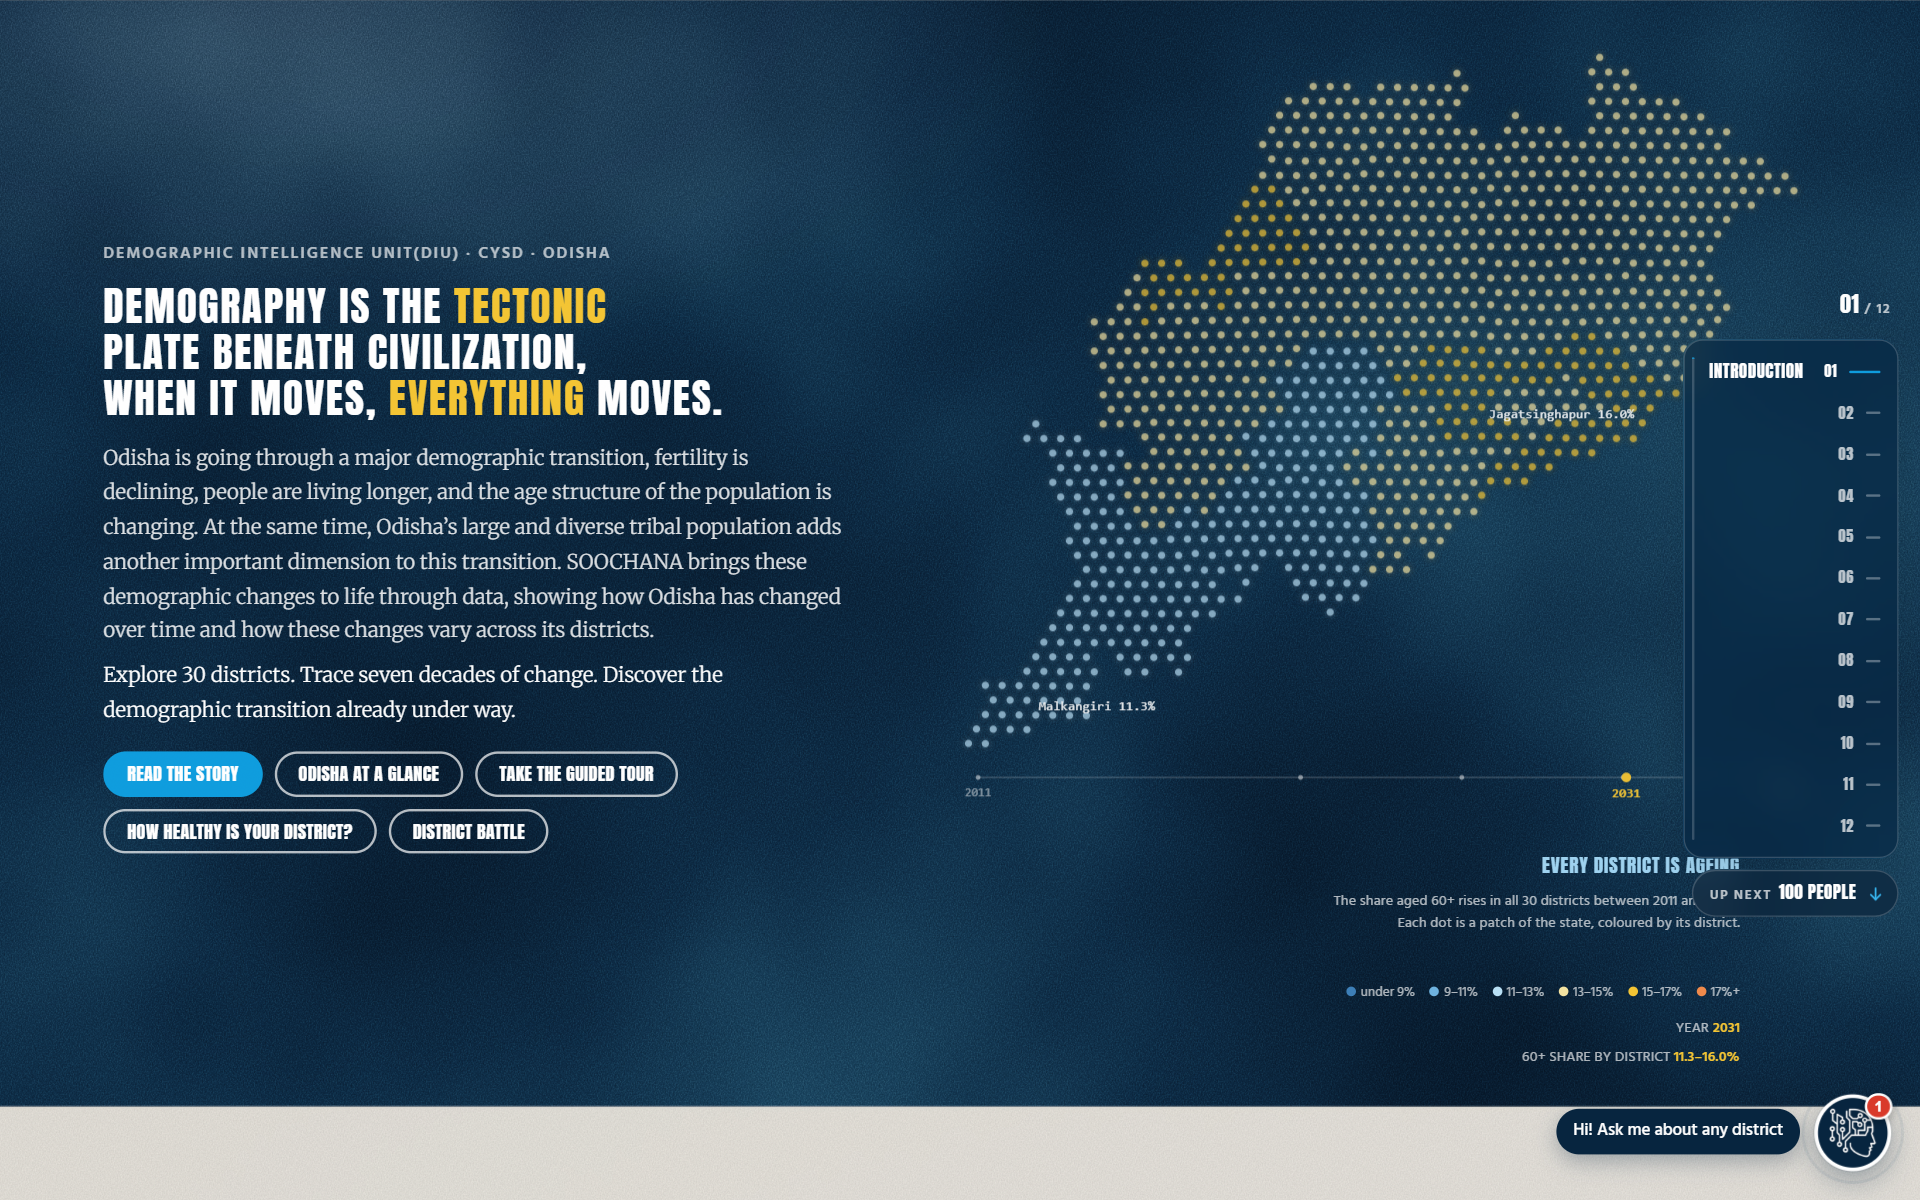 DEMOGRAPHIC INTELLIGENCE UNIT(DIU) · CYSD · ODISHA
DEMOGRAPHY IS THE TECTONIC
PLATE BENEATH CIVILIZATION,
WHEN IT MOVES, EVERYTHING MOVES.
Odisha is going through a major demographic transition, fertility is
declining, people are living longer, and the age structure of the population is
changing. At the same time, Odisha’s large and diverse tribal population adds
another important dimension to this transition. SOOCHANA brings these
demographic changes to life through data, showing how Odisha has changed
over time and how these changes vary across its districts.
Explore 30 districts. Trace seven decades of change. Discover the
demographic transition already under way.
READ THE STORY
ODISHA AT A GLANCE
TAKE THE GUIDED TOUR
HOW HEALTHY IS YOUR DISTRICT?
DISTRICT BATTLE
Jagatsinghapur 16.0%
Malkangiri 11.3%
2011
2031
01 / 12
INTRODUCTION 01
02
03
04
05
06
07
08
09
10
11
12
UP NEXT 100 PEOPLE
EVERY DISTRICT IS AGEING
The share aged 60+ rises in all 30 districts between 2011
Each dot is a patch of the state, coloured by its district.
under 9%
9–11%
11–13%
13–15%
15–17%
17%+
YEAR 2031
60+ SHARE BY DISTRICT 11.3–16.0%
Hi! Ask me about any district
1